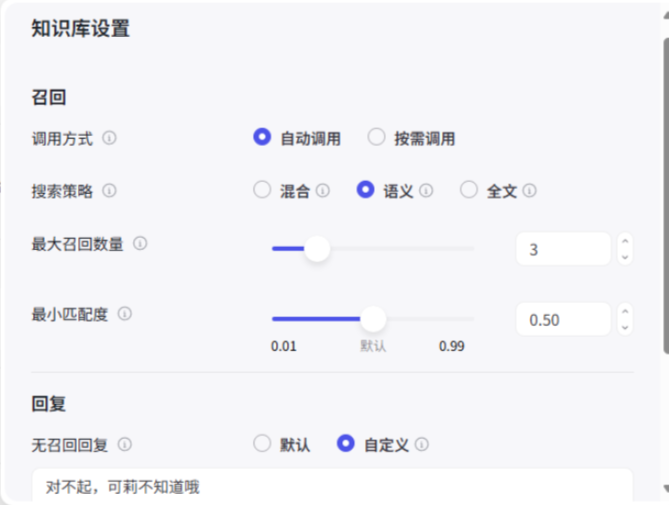 知识库设置
召回
调用方式 自动调用 按需调用
搜索策略 混合 语义 全文
最大召回数量 3
最小匹配度 0.50
0.01 默认 0.99
回复
无召回回复 默认 自定义
对不起，可莉不知道哦